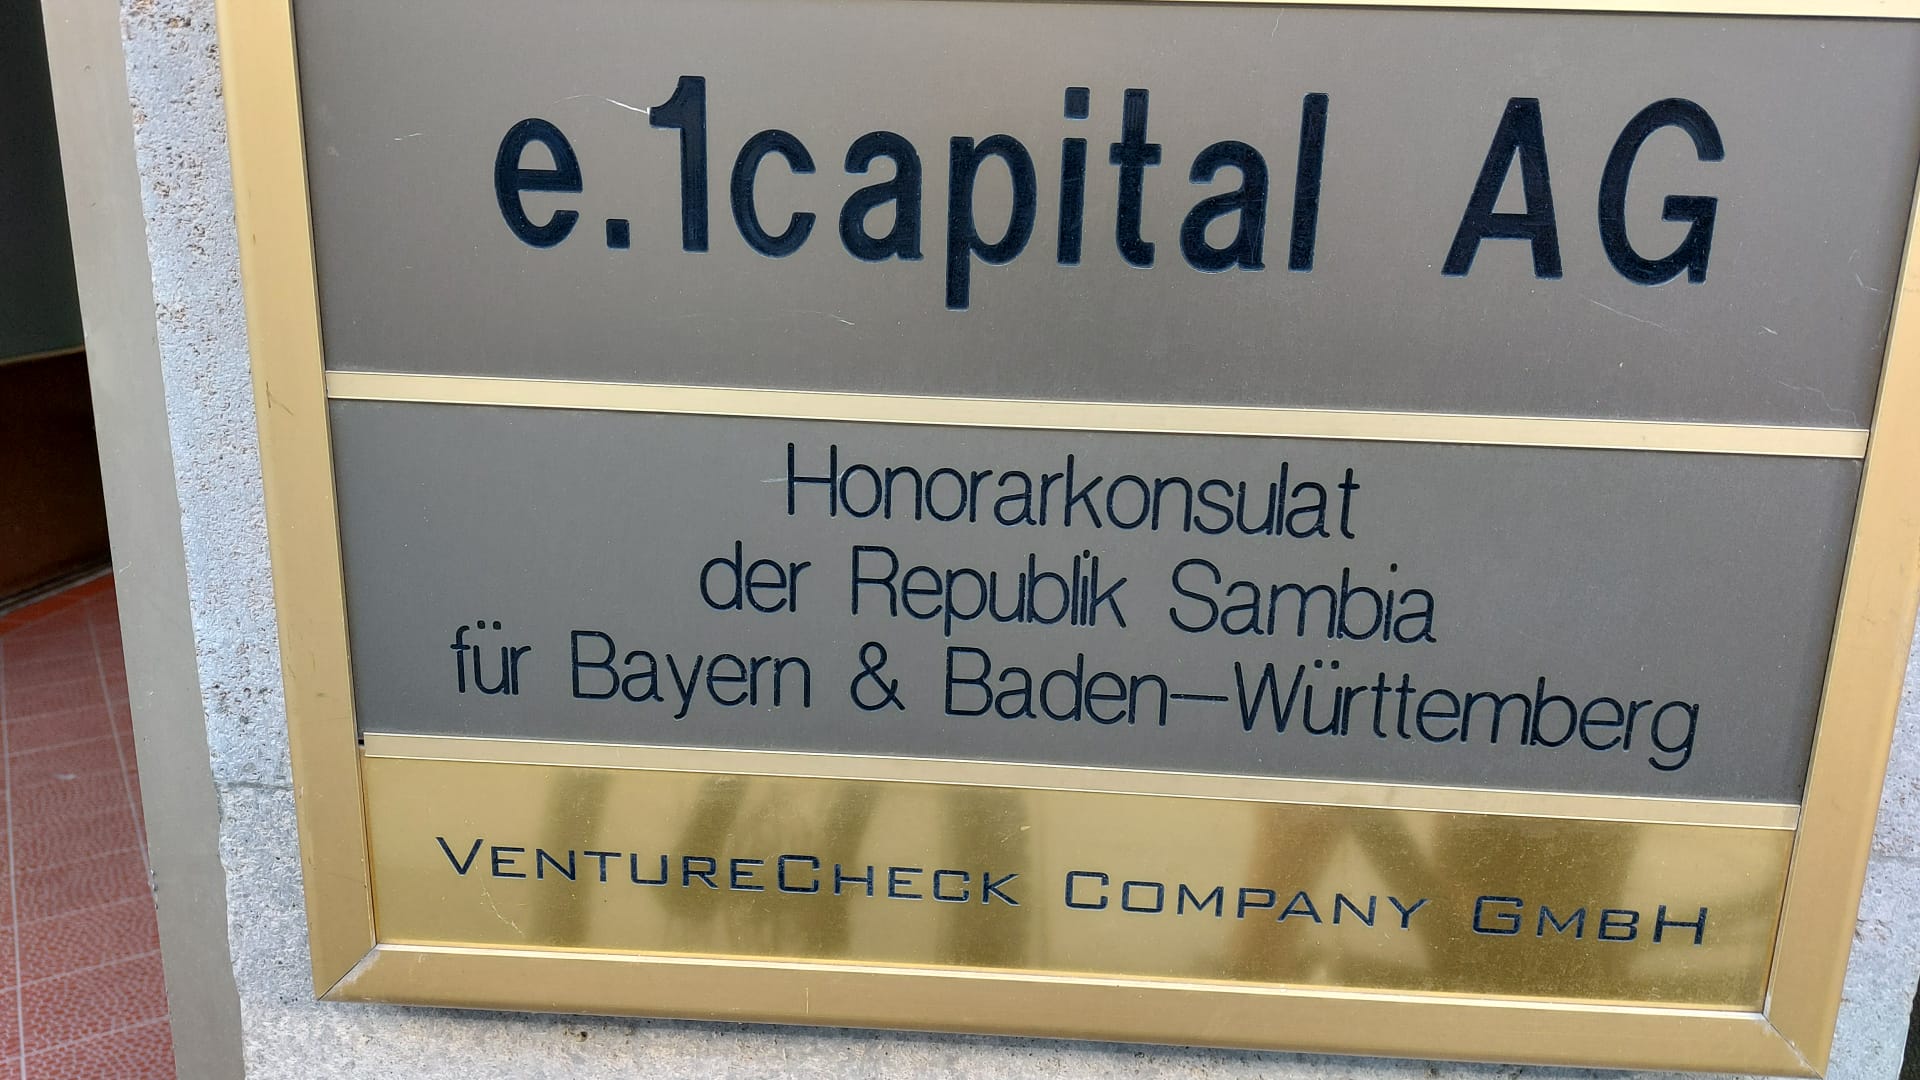 e.1capital AG
Honorarkonsulat
der Republik Sambia
für Bayern & Baden-Württemberg
VENTURECHECK COMPANY GMBH